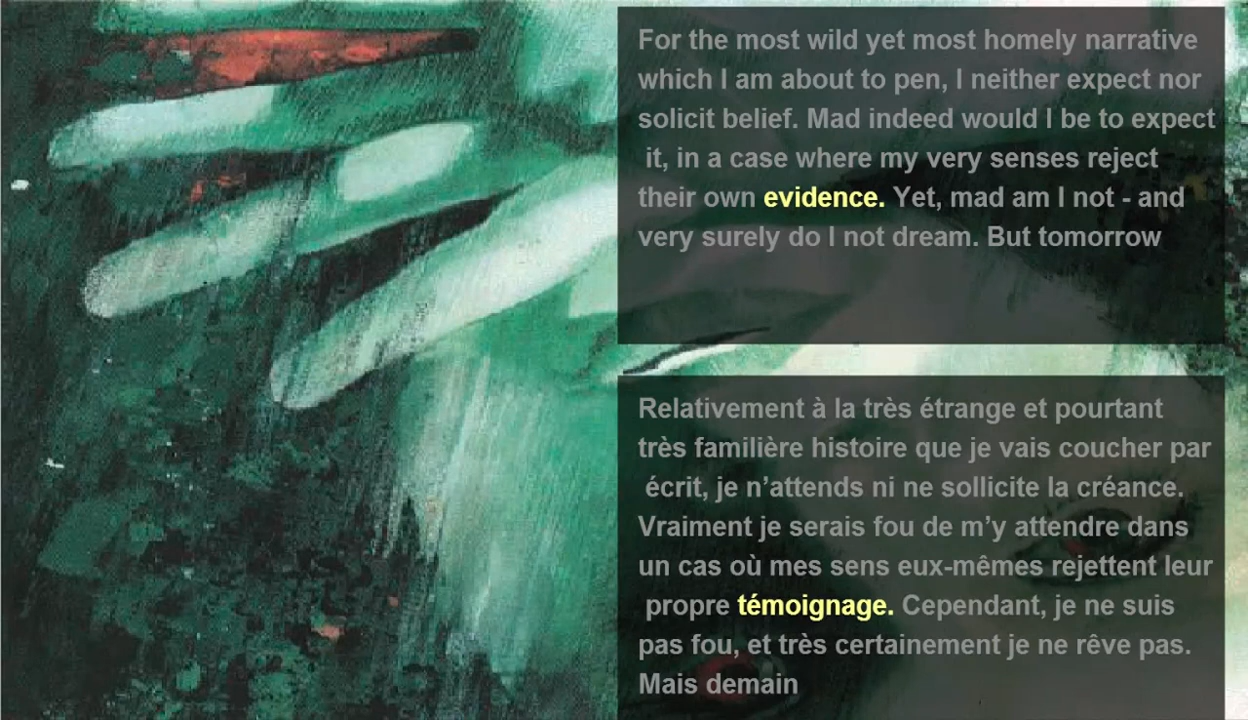 For the most wild yet most homely narrative
which I am about to pen, I neither expect nor
solicit belief. Mad indeed would I be to expect
it, in a case where my very senses reject
their own evidence. Yet, mad am I not - and
very surely do I not dream. But tomorrow
Relativement à la très étrange et pourtant
très familière histoire que je vais coucher par
écrit, je n’attends ni ne sollicite la créance.
Vraiment je serais fou de m’y attendre dans
un cas où mes sens eux-mêmes rejettent leur
propre témoignage. Cependant, je ne suis
pas fou, et très certainement je ne rêve pas.
Mais demain